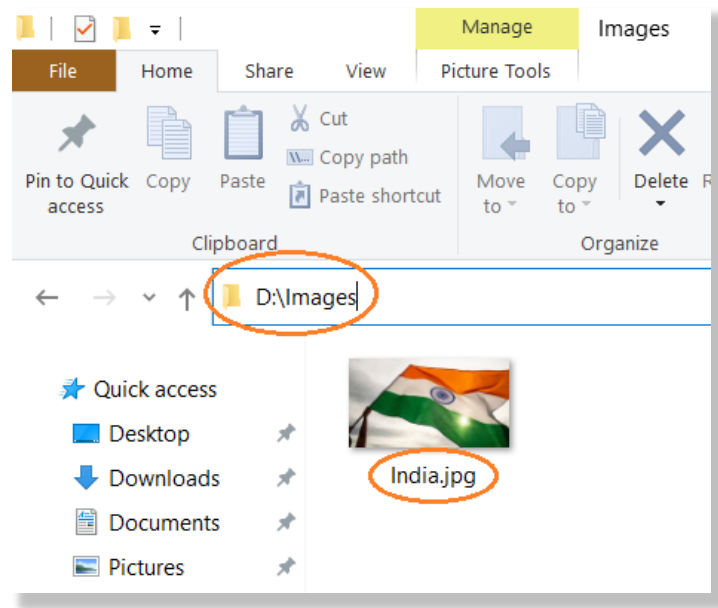 Manage
Images
File
Home
Share
View
Picture Tools
Pin to Quick access
Copy
Paste
Cut
Copy path
Paste shortcut
Move to
Copy to
Delete
R
Clipboard
Organize
D:\Images
Quick access
Desktop
Downloads
Documents
Pictures
India.jpg